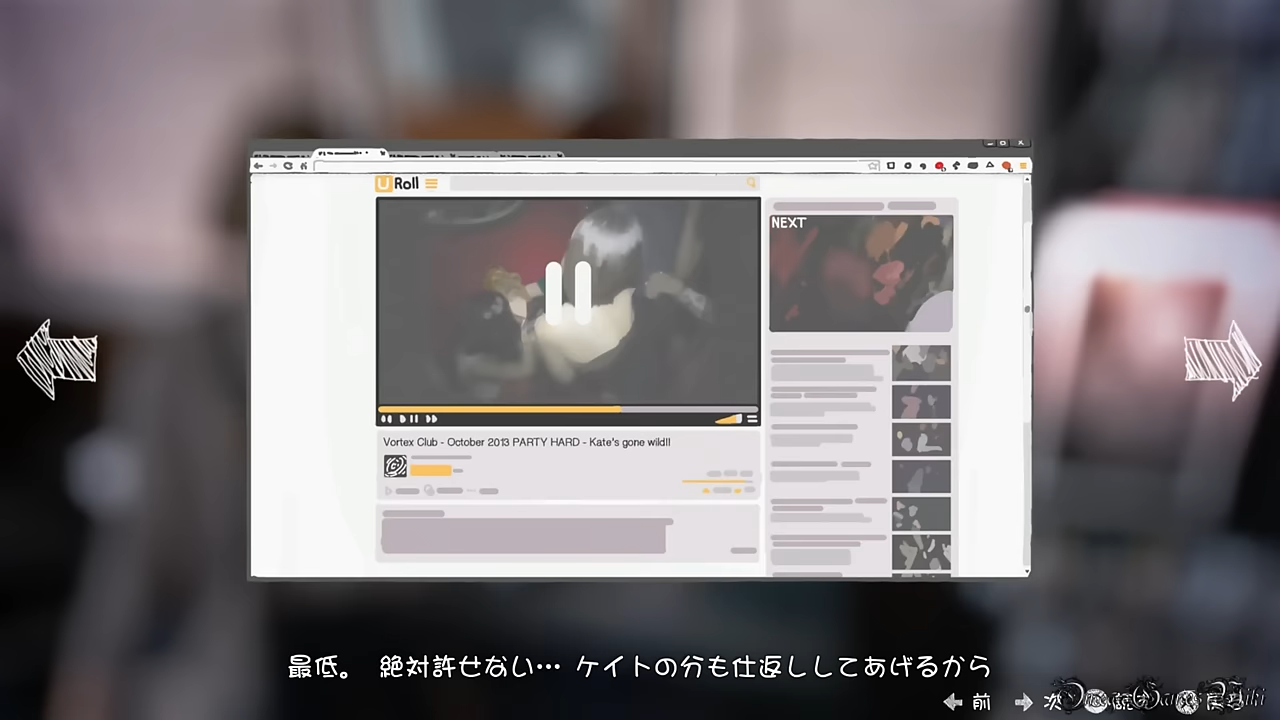 U Roll
NEXT
Vortex Club - October 2013 PARTY HARD - Kate's gone wild!!
最低。 絶対許せない… ケイトの分も仕返ししてあげるから
前 次